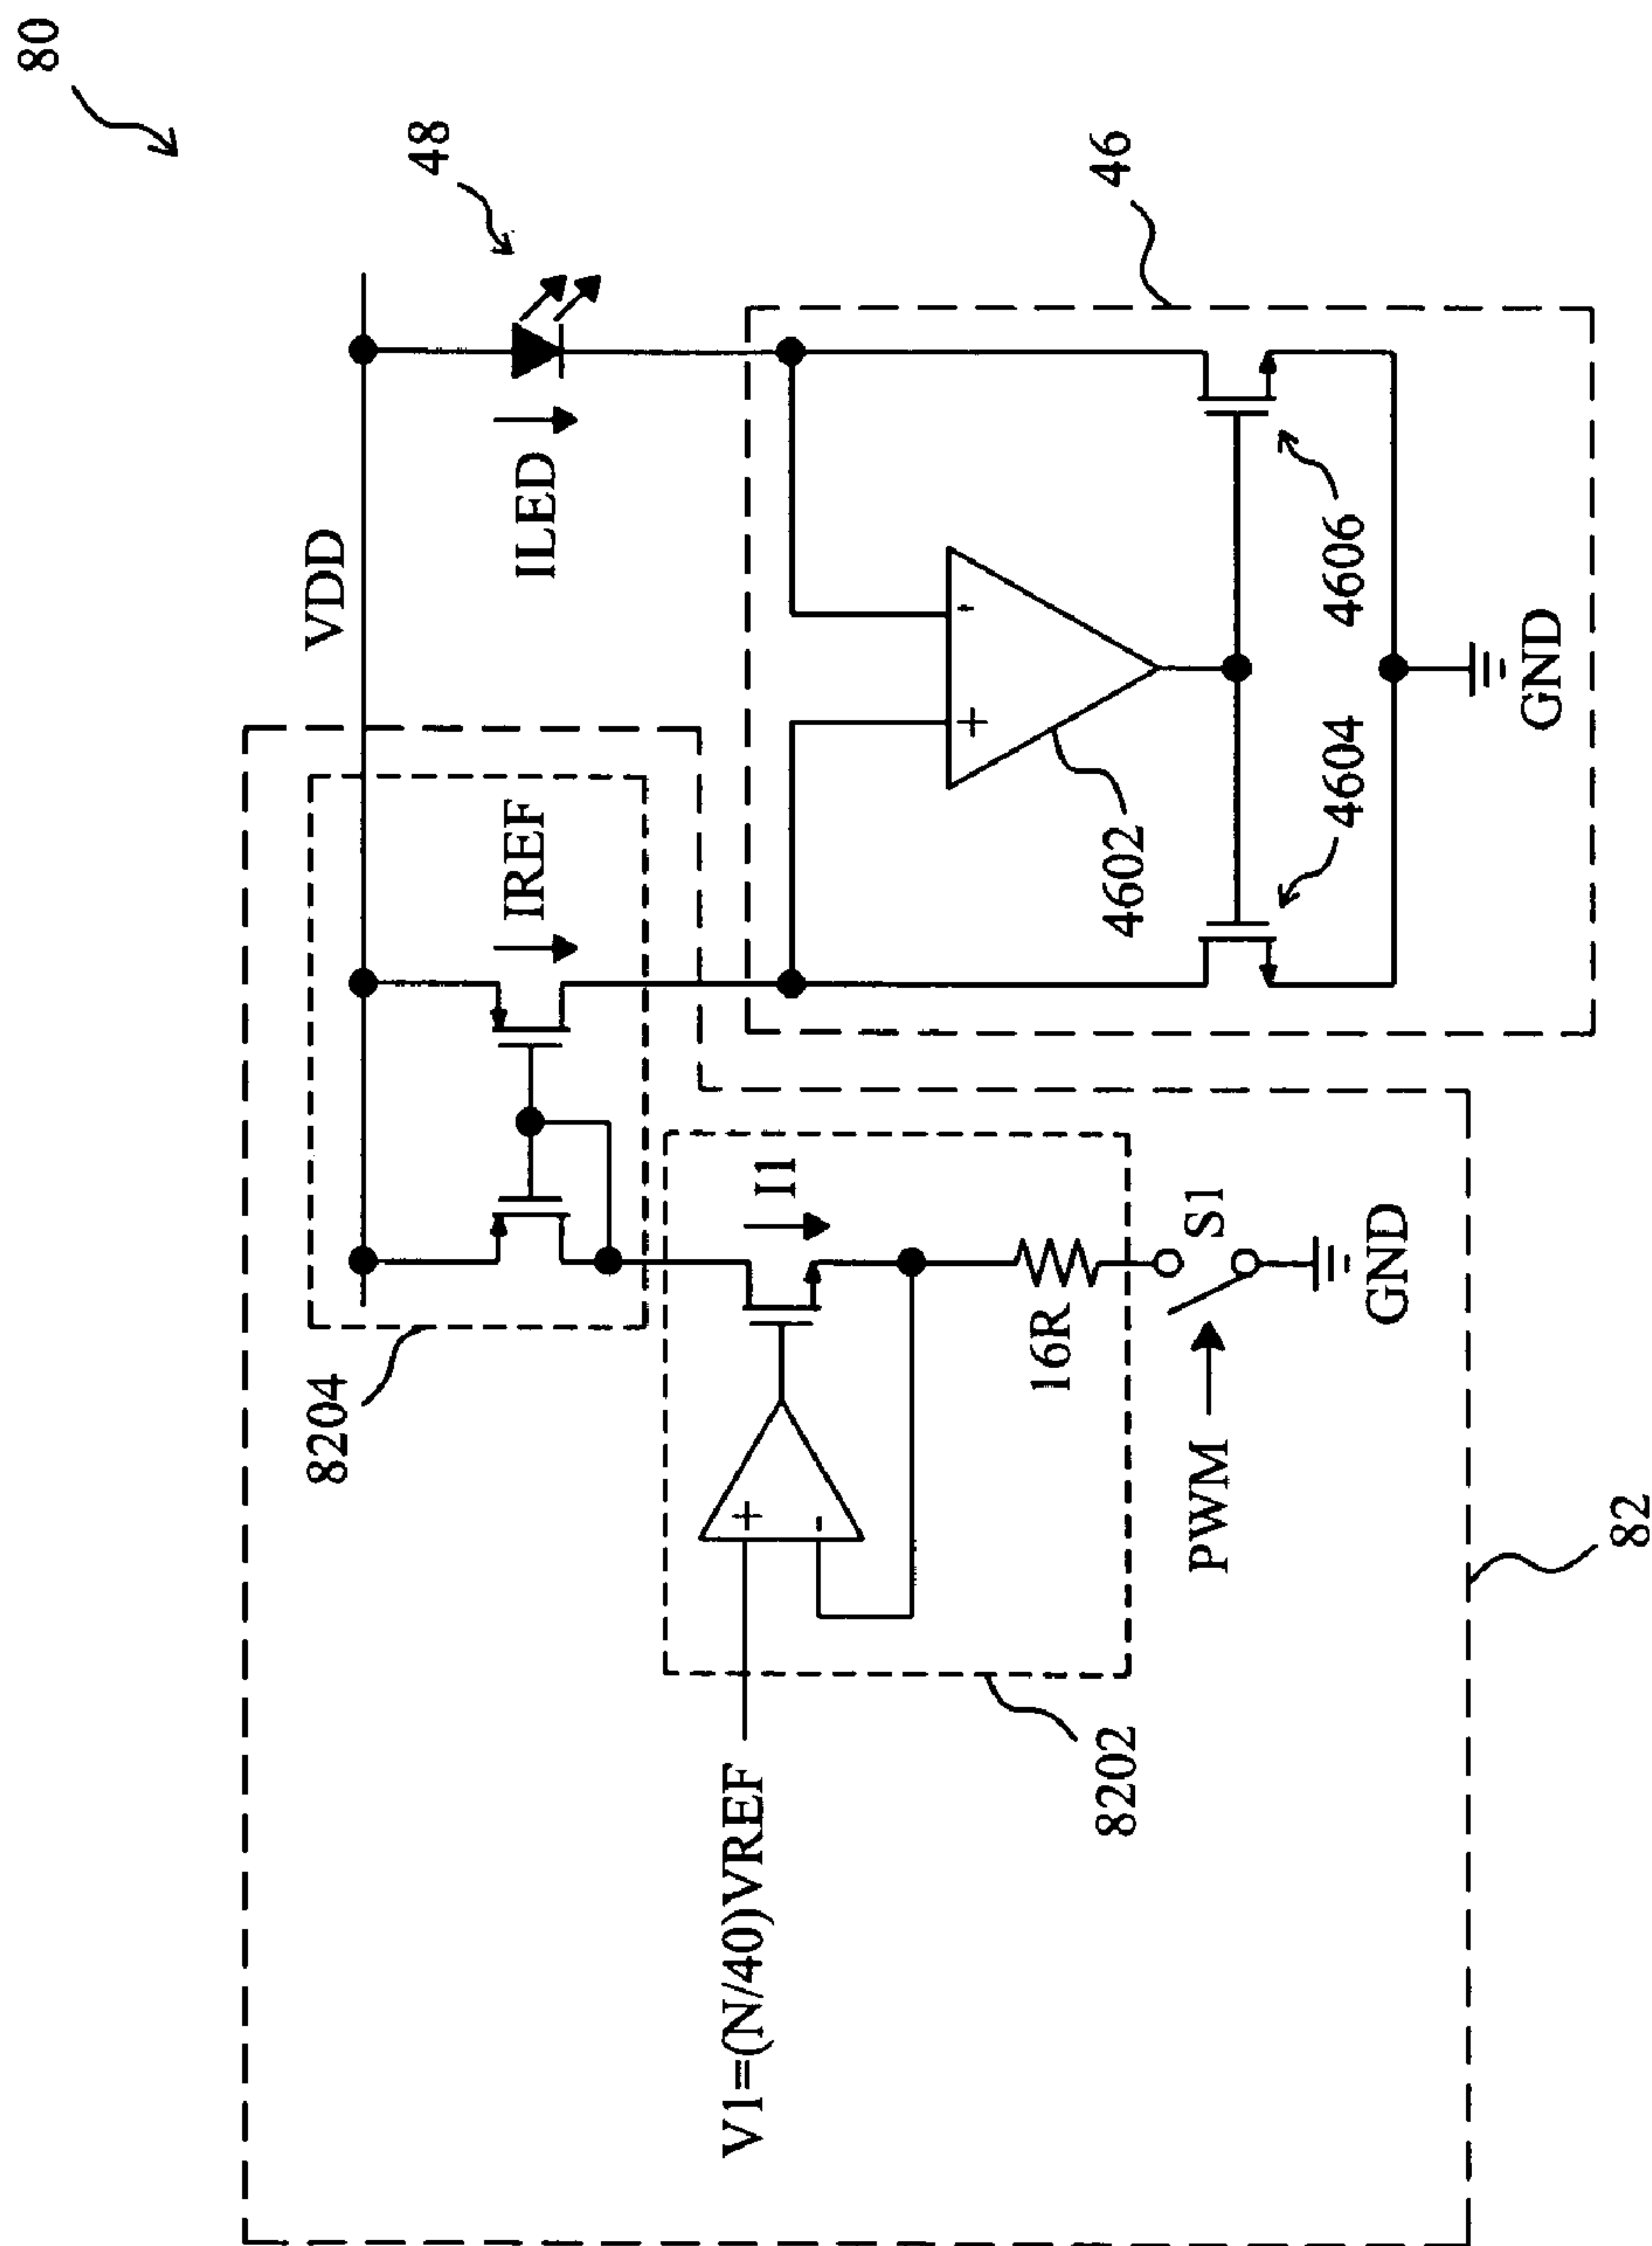 80
48
VDD
ILED
IREF
8204
46
I1
4602
4604
4606
GND
V1=(N/40)VREF
+
-
+
-
16R
8202
PWM
S1
GND
82